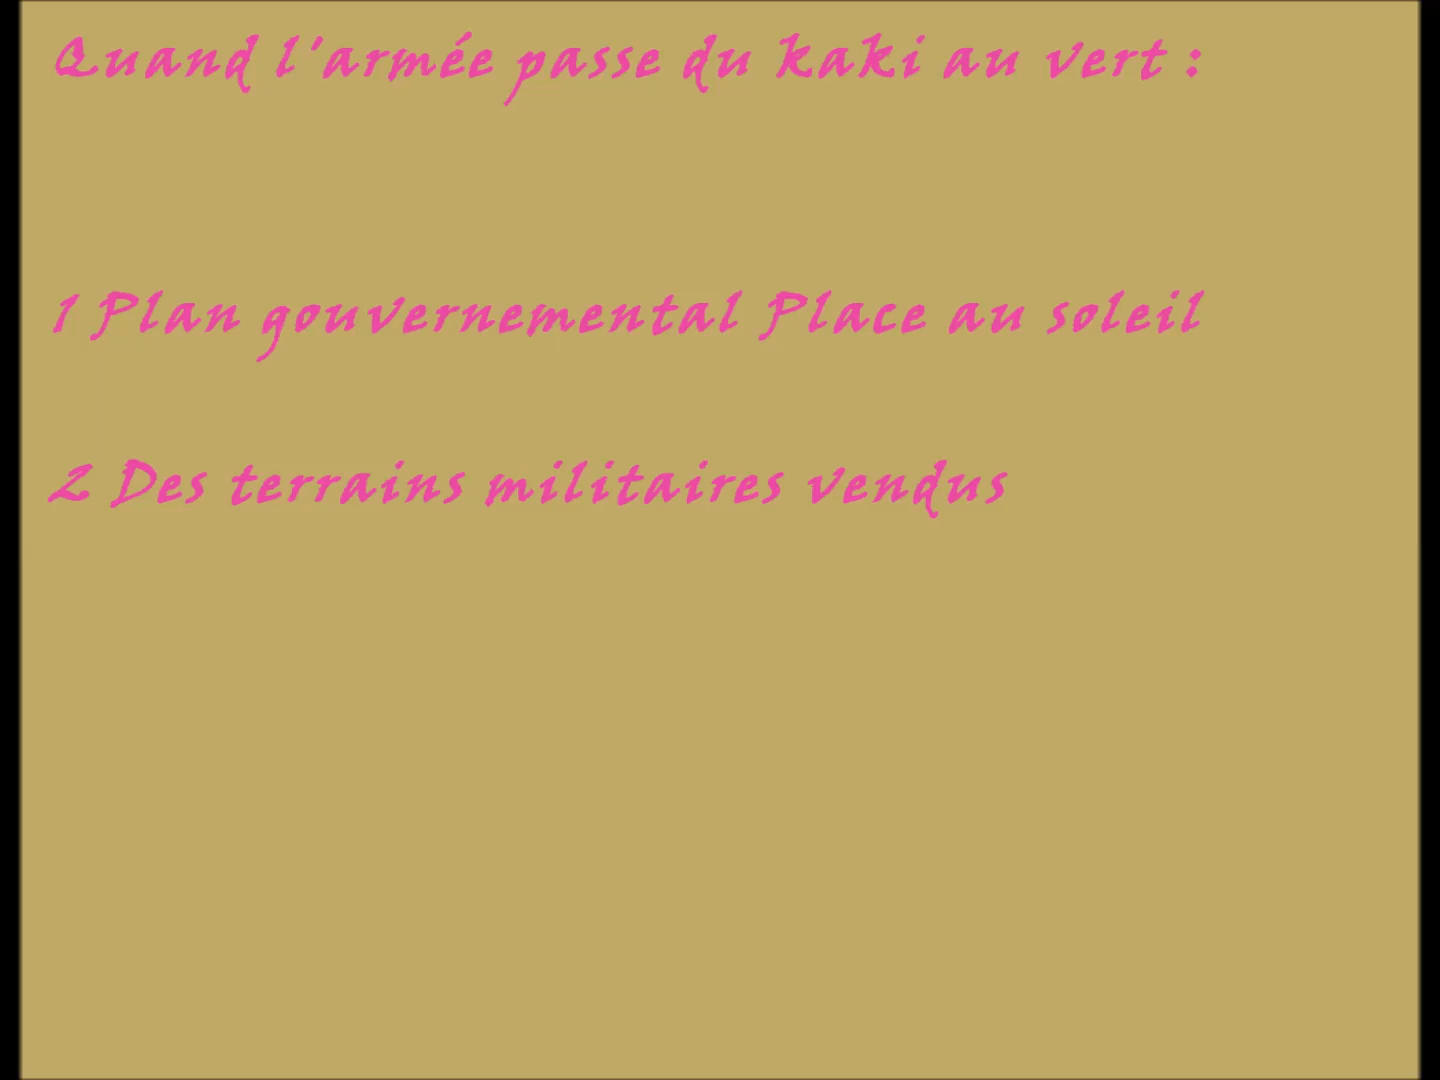 Quand l'armée passe du kaki au vert :
1 Plan gouvernemental Place au soleil
2 Des terrains militaires vendus